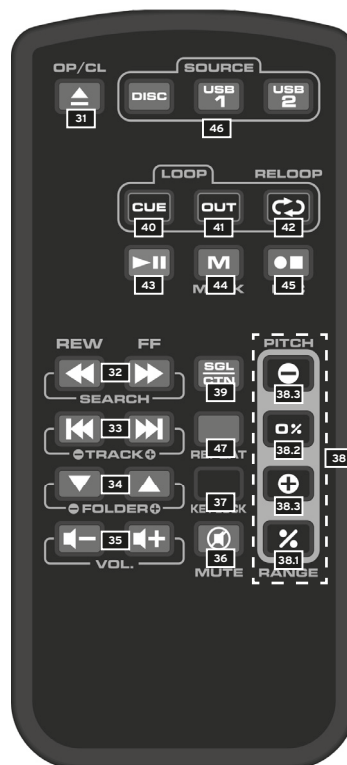 OP/CL SOURCE
DISC USB 1 USB 2
31 46
LOOP RELOOP
CUE OUT
40 41 42
M
43 44 45
REW FF PITCH
SGL
CTN
32 39 38.3
SEARCH
0%
33 47 38.2 38
TRACK
34 37 38.3
FOLDER
%
35 36 38.1
VOL. MUTE RANGE